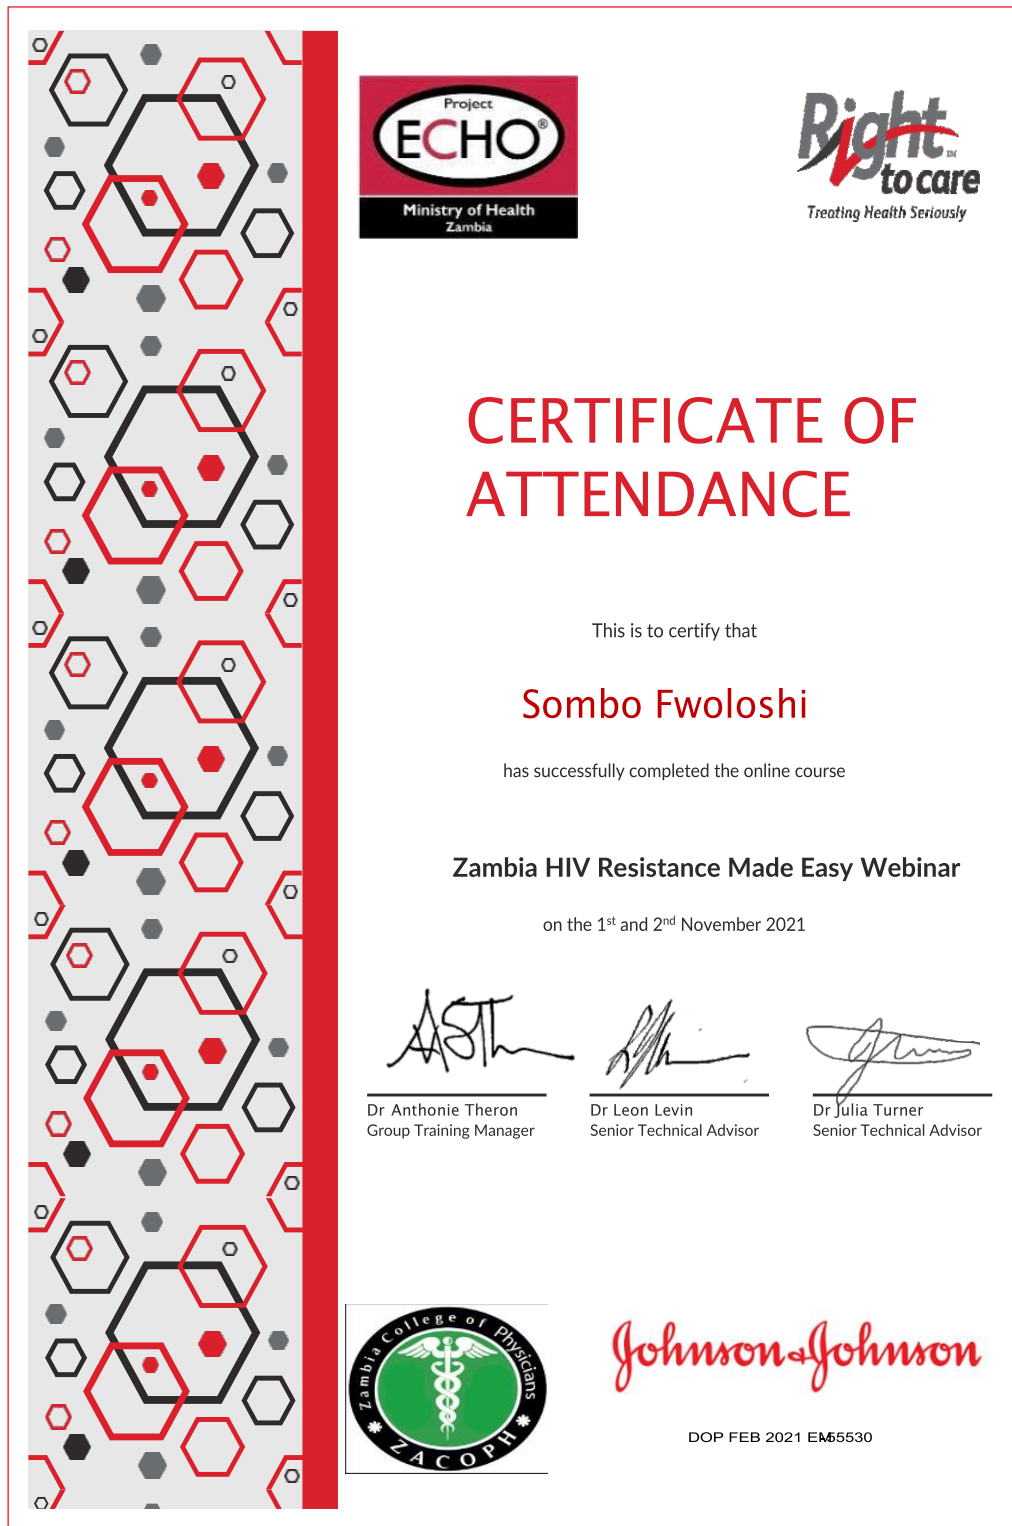 Project
ECHO®
Ministry of Health
Zambia
Right™
to care
Treating Health Seriously
CERTIFICATE OF
ATTENDANCE
This is to certify that
Sombo Fwoloshi
has successfully completed the online course
Zambia HIV Resistance Made Easy Webinar
on the 1st and 2nd November 2021
Dr Anthonie Theron
Group Training Manager
Dr Leon Levin
Senior Technical Advisor
Dr Julia Turner
Senior Technical Advisor
Zambia College of Physicians
ZACOPH
Johnson & Johnson
DOP FEB 2021